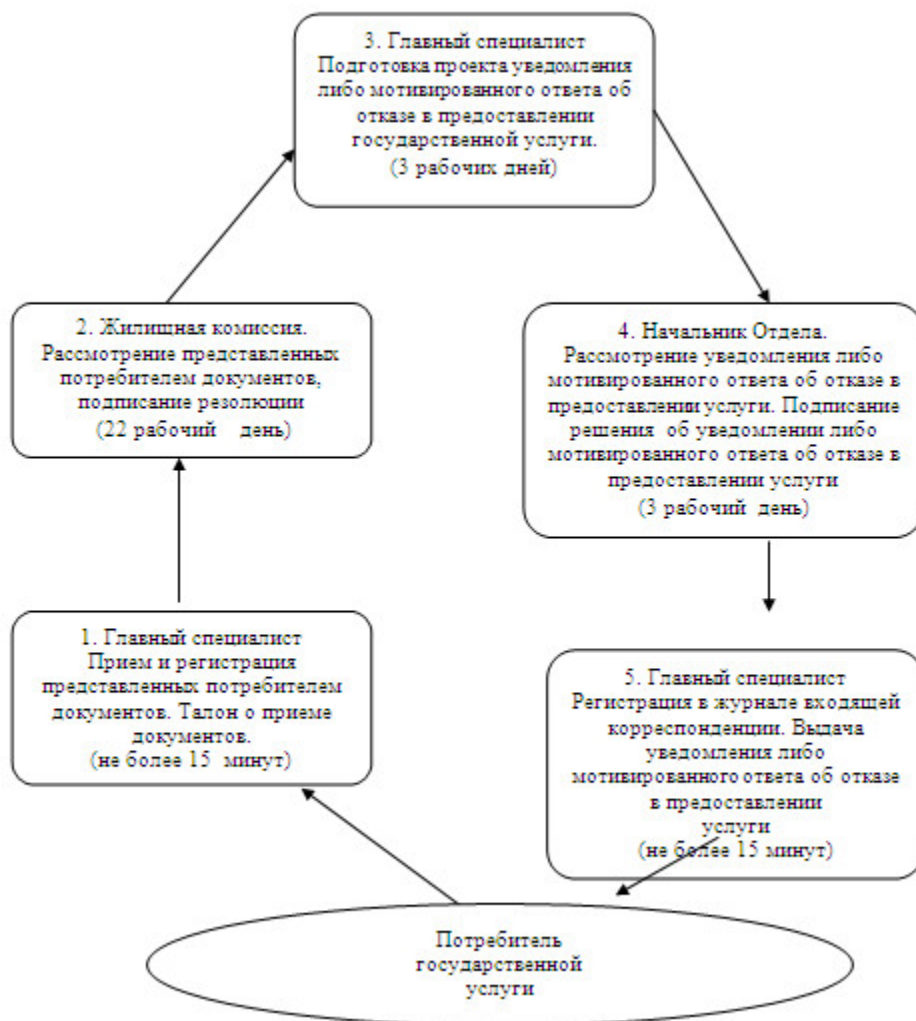 3. Главный специалист
Подготовка проекта уведомления
либо мотивированного ответа об
отказе в предоставлении
государственной услуги.
(3 рабочих дней)
2. Жилищная комиссия.
Рассмотрение представленных
потребителем документов,
подписание резолюции
(22 рабочий день)
4. Начальник Отдела.
Рассмотрение уведомления либо
мотивированного ответа об отказе в
предоставлении услуги. Подписание
решения об уведомлении либо
мотивированного ответа об отказе в
предоставлении услуги
(3 рабочий день)
1. Главный специалист
Прием и регистрация
представленных потребителем
документов. Талон о приеме
документов.
(не более 15 минут)
5. Главный специалист
Регистрация в журнале входящей
корреспонденции. Выдача
уведомления либо
мотивированного ответа об отказе
в предоставлении
услуги
(не более 15 минут)
Потребитель
государственной
услуги